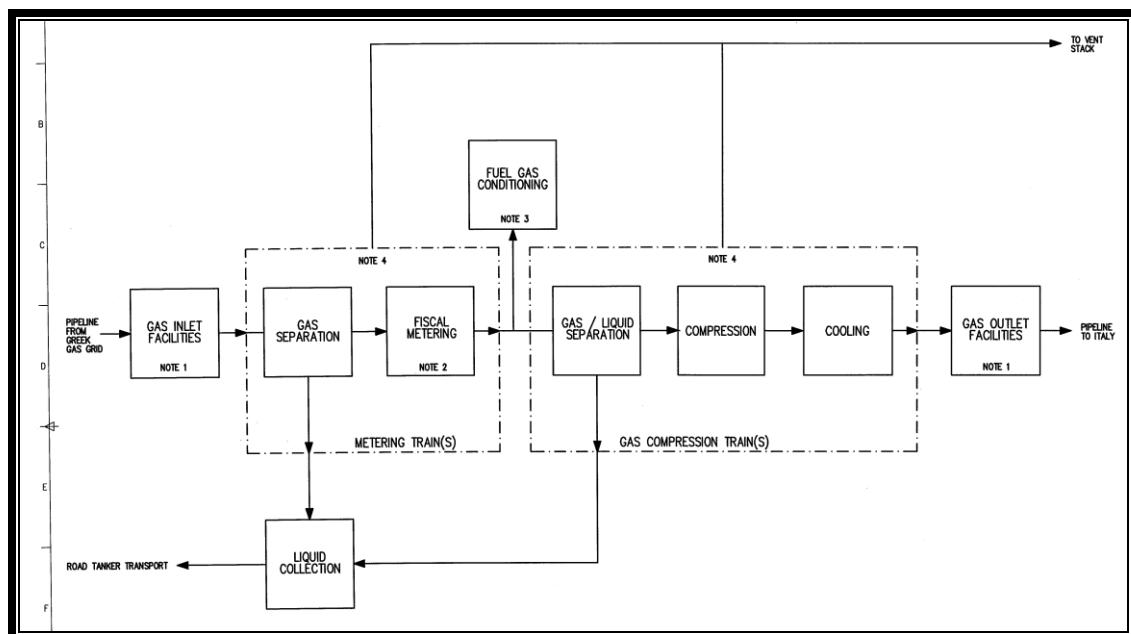 TO VENT
STACK
B
FUEL GAS
CONDITIONING
NOTE 3
C
NOTE 4
NOTE 4
PIPELINE
FROM
GREEK
GAS GRID
GAS INLET
FACILITIES
NOTE 1
GAS
SEPARATION
FISCAL
METERING
NOTE 2
GAS / LIQUID
SEPARATION
COMPRESSION
COOLING
GAS OUTLET
FACILITIES
NOTE 1
PIPELINE
TO ITALY
D
METERING TRAIN(S)
GAS COMPRESSION TRAIN(S)
E
LIQUID
COLLECTION
ROAD TANKER TRANSPORT
F